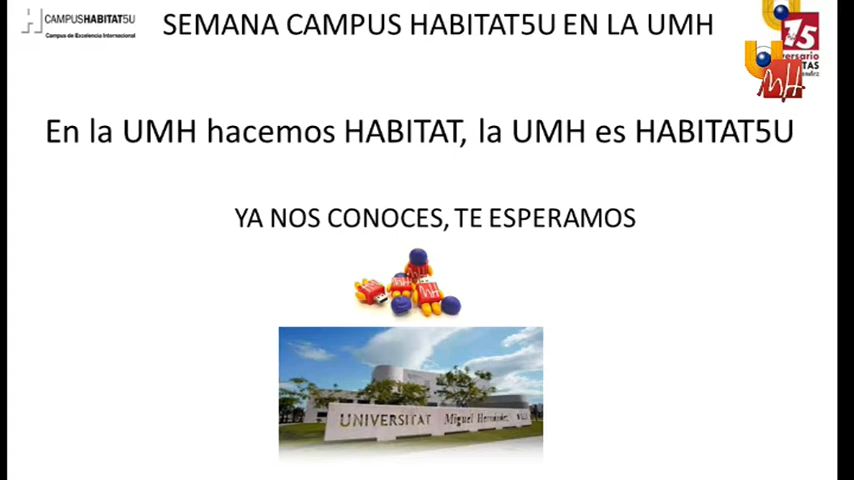 CAMPUSHABITAT5U
Campus de Excelencia Internacional
SEMANA CAMPUS HABITAT5U EN LA UMH
15
En la UMH hacemos HABITAT, la UMH es HABITAT5U
YA NOS CONOCES, TE ESPERAMOS
UNIVERSITAT Miguel Hernández